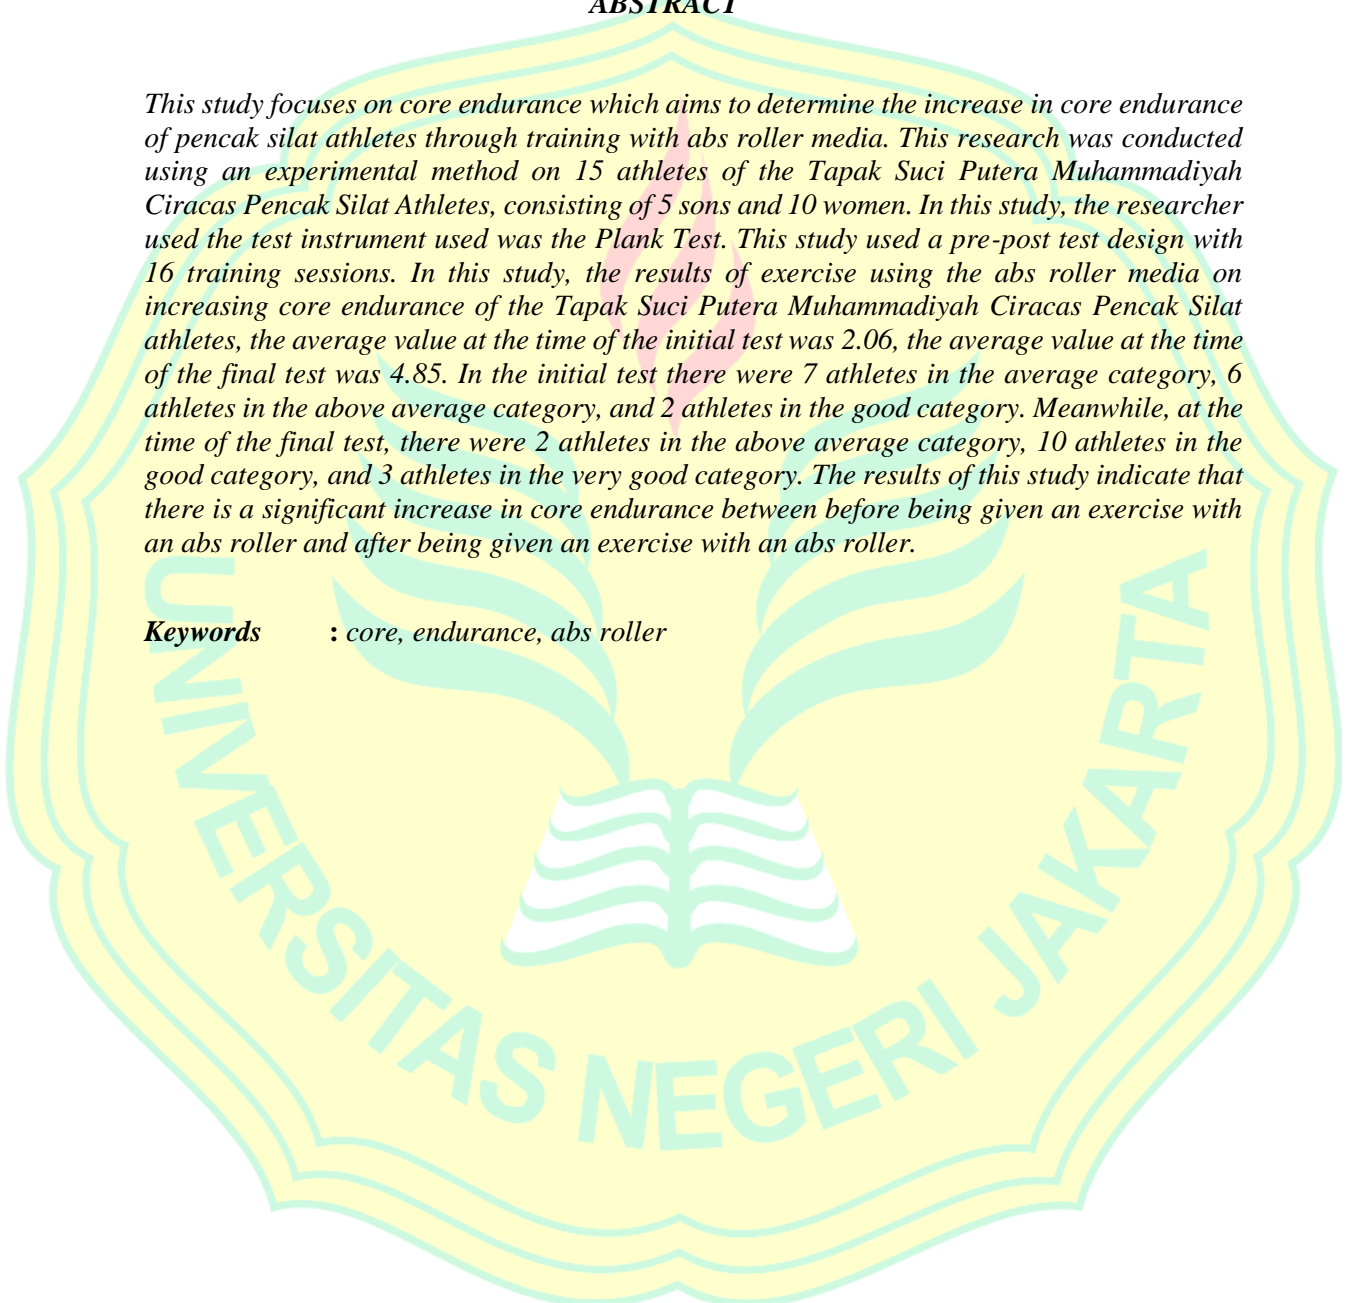 ABSTRACT
This study focuses on core endurance which aims to determine the increase in core endurance
of pencak silat athletes through training with abs roller media. This research was conducted
using an experimental method on 15 athletes of the Tapak Suci Putera Muhammadiyah
Ciracas Pencak Silat Athletes, consisting of 5 sons and 10 women. In this study, the researcher
used the test instrument used was the Plank Test. This study used a pre-post test design with
16 training sessions. In this study, the results of exercise using the abs roller media on
increasing core endurance of the Tapak Suci Putera Muhammadiyah Ciracas Pencak Silat
athletes, the average value at the time of the initial test was 2.06, the average value at the time
of the final test was 4.85. In the initial test there were 7 athletes in the average category, 6
athletes in the above average category, and 2 athletes in the good category. Meanwhile, at the
time of the final test, there were 2 athletes in the above average category, 10 athletes in the
good category, and 3 athletes in the very good category. The results of this study indicate that
there is a significant increase in core endurance between before being given an exercise with
an abs roller and after being given an exercise with an abs roller.
Keywords : core, endurance, abs roller
UNIVERSITAS NEGERI JAKARTA